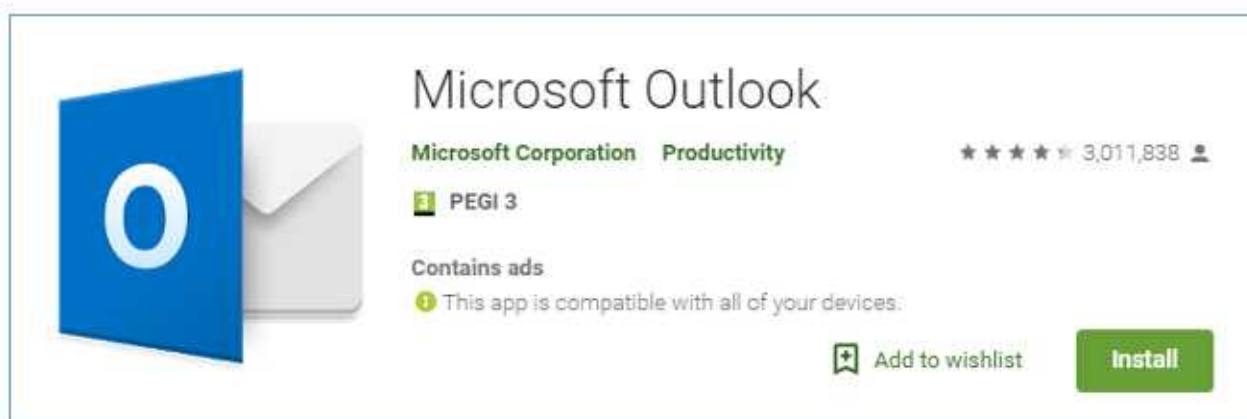 O
Microsoft Outlook
Microsoft Corporation Productivity 3,011,838
3 PEGI 3
Contains ads
This app is compatible with all of your devices.
Add to wishlist Install